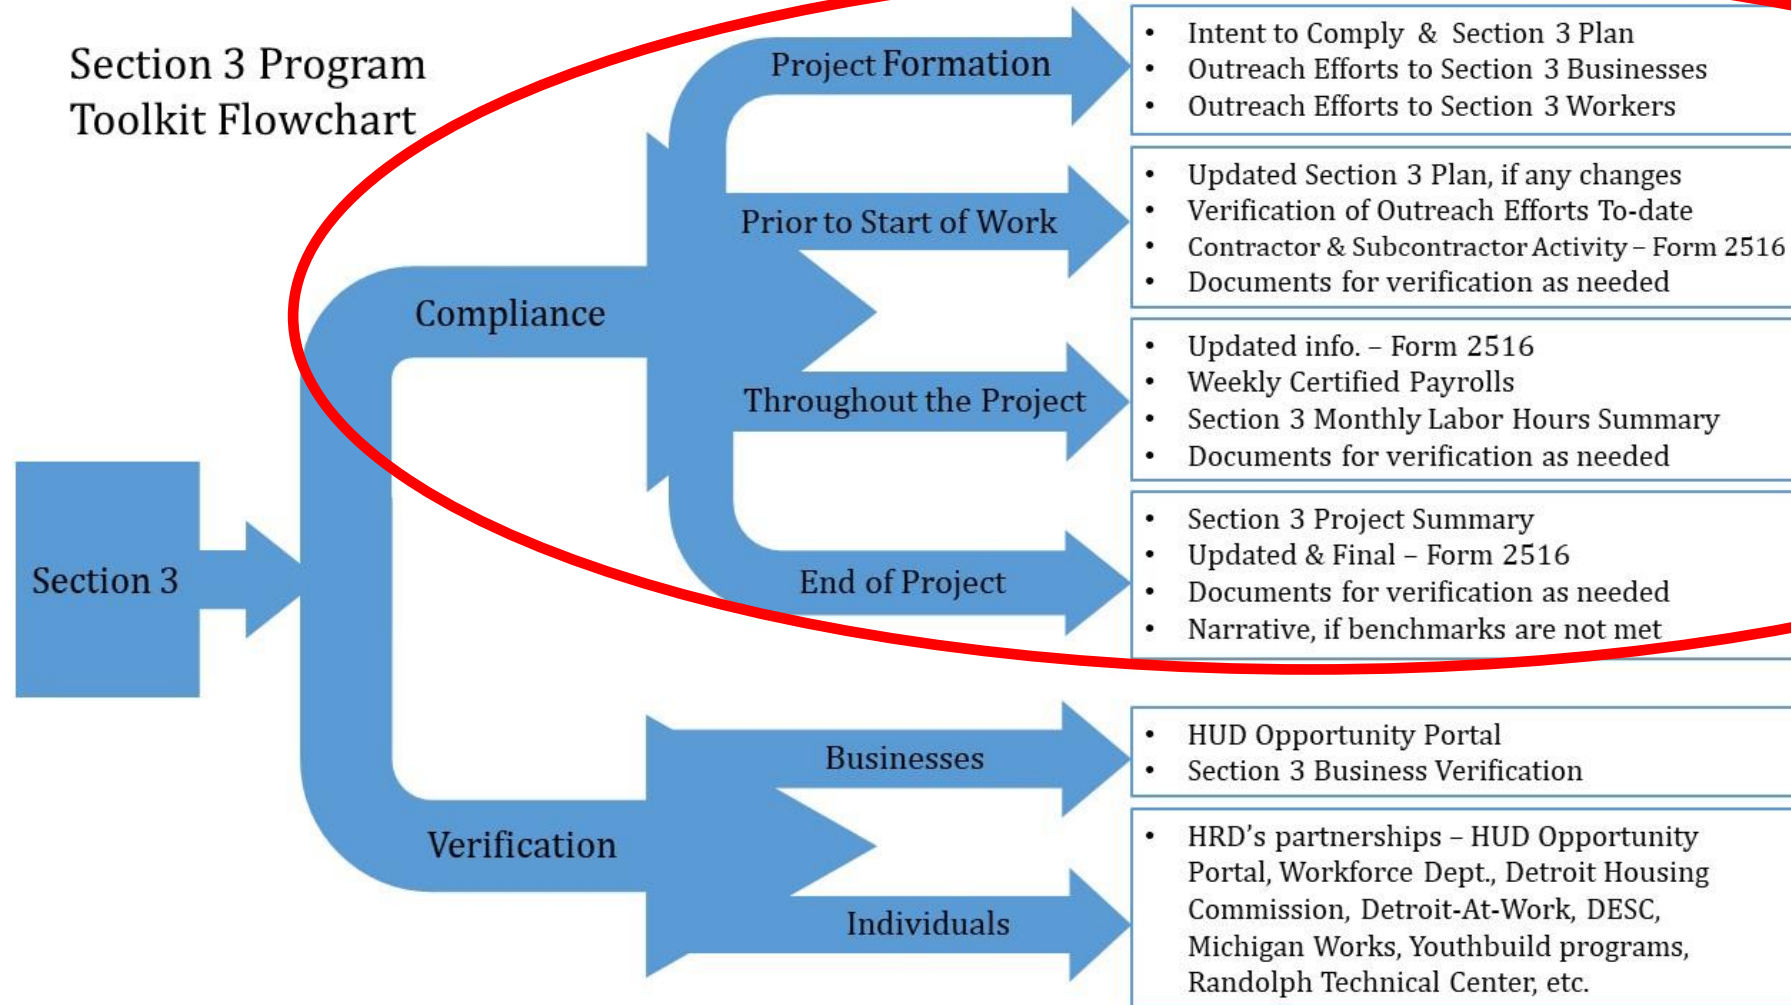 Section 3 Program
Toolkit Flowchart
Section 3
Compliance
Project Formation
• Intent to Comply & Section 3 Plan
• Outreach Efforts to Section 3 Businesses
• Outreach Efforts to Section 3 Workers
Prior to Start of Work
• Updated Section 3 Plan, if any changes
• Verification of Outreach Efforts To-date
• Contractor & Subcontractor Activity – Form 2516
• Documents for verification as needed
Throughout the Project
• Updated info. – Form 2516
• Weekly Certified Payrolls
• Section 3 Monthly Labor Hours Summary
• Documents for verification as needed
End of Project
• Section 3 Project Summary
• Updated & Final – Form 2516
• Documents for verification as needed
• Narrative, if benchmarks are not met
Verification
Businesses
• HUD Opportunity Portal
• Section 3 Business Verification
Individuals
• HRD’s partnerships – HUD Opportunity
Portal, Workforce Dept., Detroit Housing
Commission, Detroit-At-Work, DESC,
Michigan Works, Youthbuild programs,
Randolph Technical Center, etc.